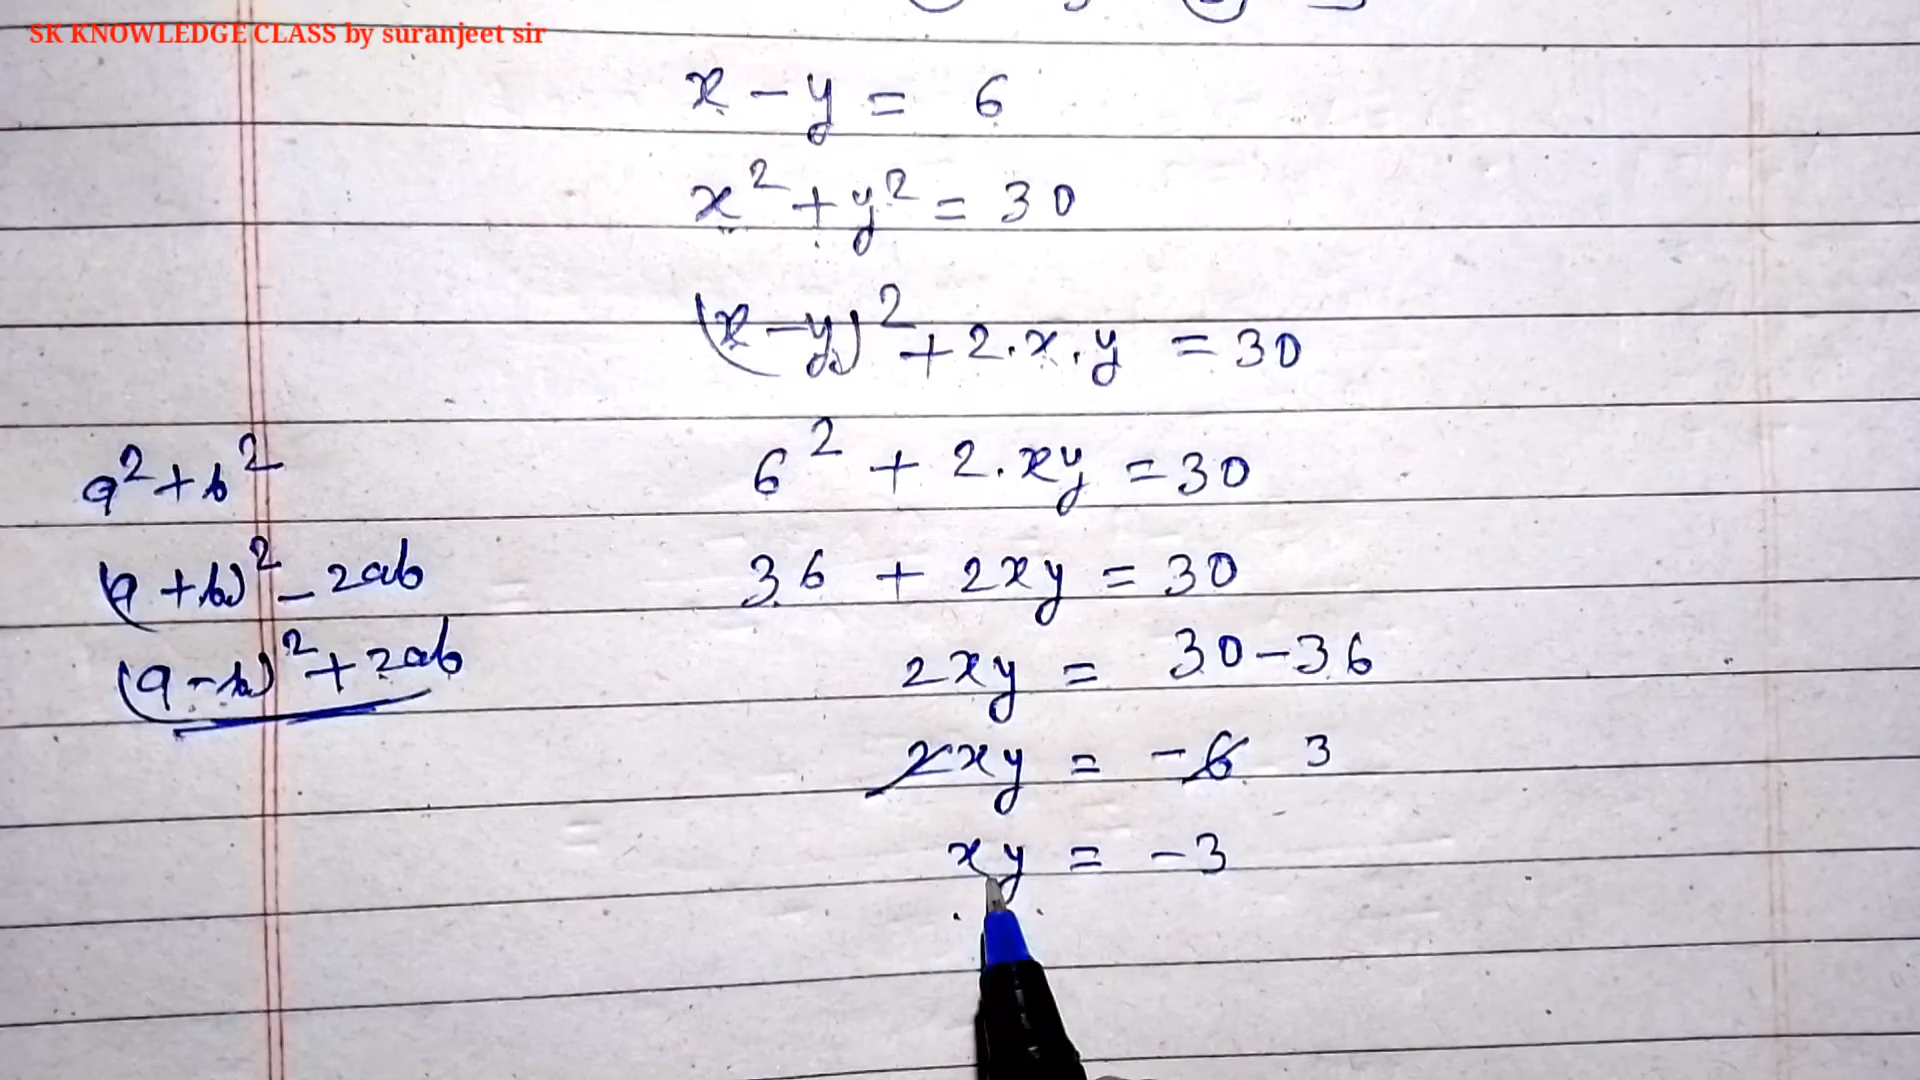 SK KNOWLEDGE CLASS by suranjeet sir
x - y = 6
x² + y² = 30
(x - y)² + 2.x.y = 30
6² + 2.xy = 30
36 + 2xy = 30
2xy = 30 - 36
2xy = -6 3
xy = -3
a² + b²
(a + b)² - 2ab
(a - b)² + 2ab